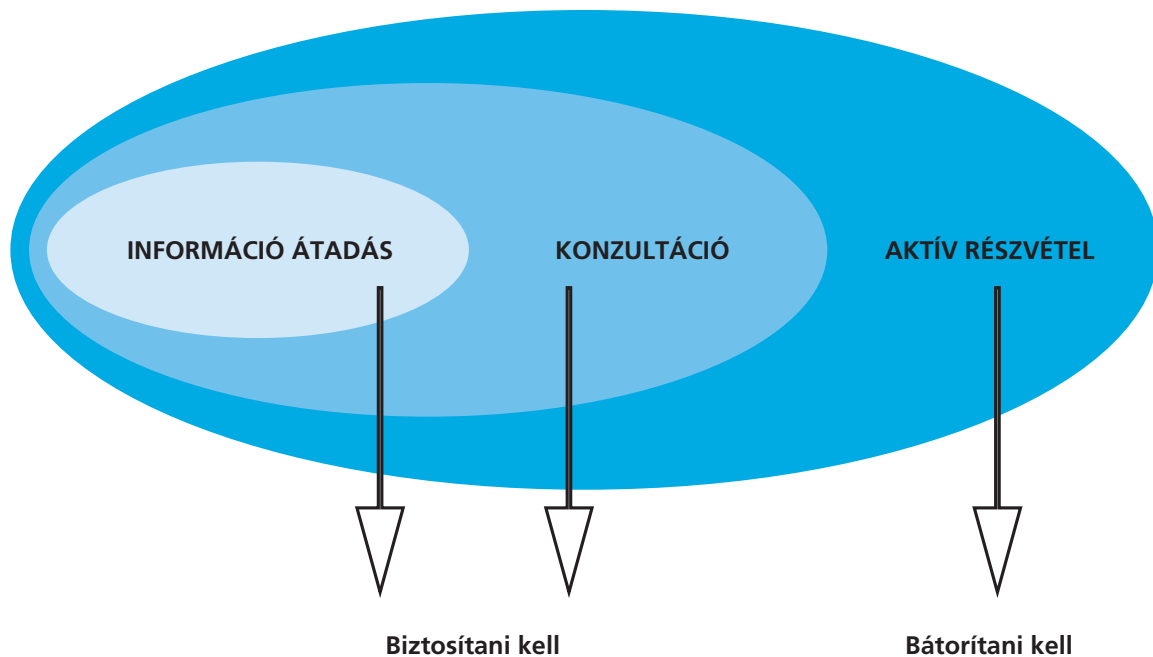 INFORMÁCIÓ ÁTADÁS
KONZULTÁCIÓ
AKTÍV RÉSZVÉTEL
Biztosítani kell
Bátorítani kell